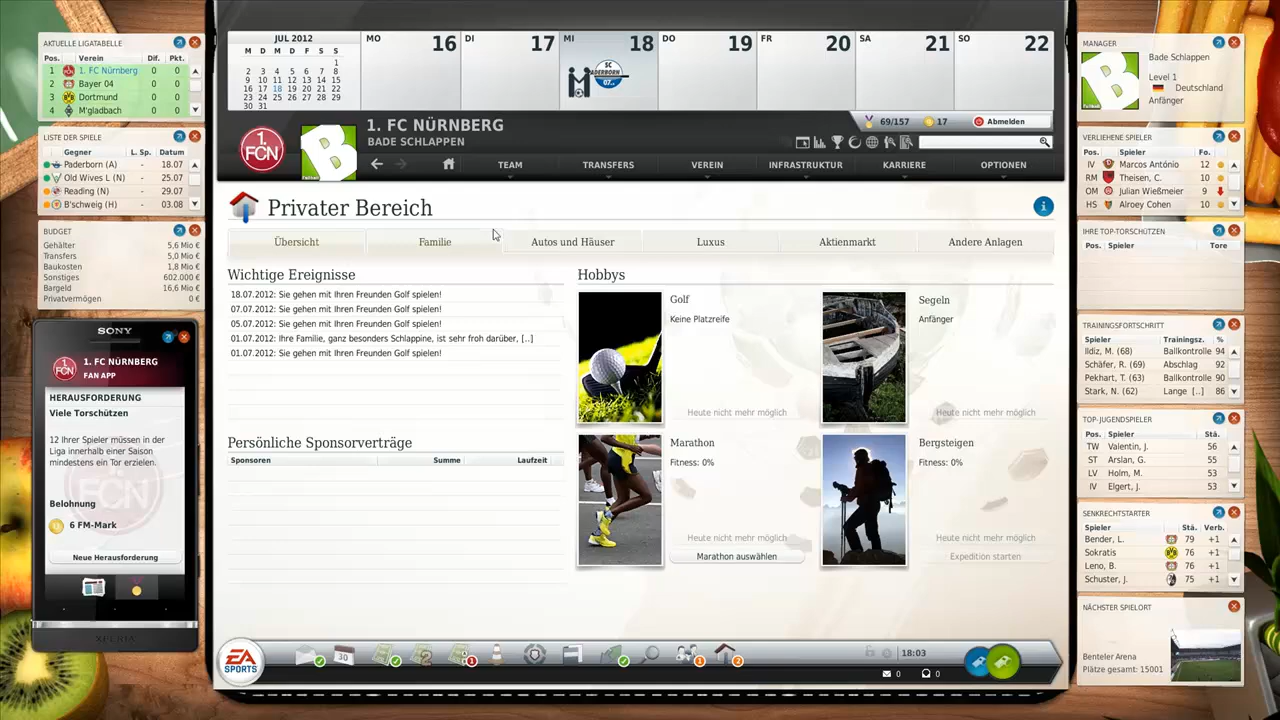 AKTUELLE LIGATABELLE
Pos. Verein Dif. Pkt.
1 1. FC Nürnberg 0 0
2 Bayer 04 0 0
3 Dortmund 0 0
4 M'gladbach 0 0
LISTE DER SPIELE
Gegner L. Sp. Datum
Paderborn (A) - 18.07
Old Wives L (N) - 25.07
Reading (N) - 29.07
B'schweig (H) - 03.08
BUDGET
Gehälter 5,6 Mio €
Transfers 5,0 Mio €
Baukosten 1,8 Mio €
Sonstiges 602.000 €
Bargeld 16,6 Mio €
Privatvermögen 0 €
SONY
1. FC NÜRNBERG
FAN APP
HERAUSFORDERUNG
Viele Torschützen
12 Ihrer Spieler müssen in der
Liga innerhalb einer Saison
mindestens ein Tor erzielen.
Belohnung
6 FM-Mark
Neue Herausforderung
XPERIA
JUL 2012
M D M D F S S
1
2 3 4 5 6 7 8
9 10 11 12 13 14 15
16 17 18 19 20 21 22
23 24 25 26 27 28 29
30 31
MO 16
DI 17
MI 18
DO 19
FR 20
SA 21
SO 22
SC
PADERBORN
07
1. FCN
1. FC NÜRNBERG
BADE SCHLAPPEN
69/157 17 Abmelden
TEAM TRANSFERS VEREIN INFRASTRUKTUR KARRIERE OPTIONEN
Privater Bereich
Übersicht Familie Autos und Häuser Luxus Aktienmarkt Andere Anlagen
Wichtige Ereignisse
18.07.2012: Sie gehen mit Ihren Freunden Golf spielen!
07.07.2012: Sie gehen mit Ihren Freunden Golf spielen!
05.07.2012: Sie gehen mit Ihren Freunden Golf spielen!
01.07.2012: Ihre Familie, ganz besonders Schlappine, ist sehr froh darüber, [..]
01.07.2012: Sie gehen mit Ihren Freunden Golf spielen!
Persönliche Sponsorverträge
Sponsoren Summe Laufzeit
Hobbys
Golf
Keine Platzreife
Heute nicht mehr möglich
Segeln
Anfänger
Heute nicht mehr möglich
Marathon
Fitness: 0%
Heute nicht mehr möglich
Marathon auswählen
Bergsteigen
Fitness: 0%
Heute nicht mehr möglich
Expedition starten
EA
SPORTS
30
2
1
1
2
18:03
0 0
MANAGER
Bade Schlappen
Level 1
Deutschland
Anfänger
VERLIEHENE SPIELER
Pos. Spieler Fo.
IV Marcos António 12
RM Theisen, C. 10
OM Julian Wießmeier 9
HS Alroey Cohen 10
IHRE TOP-TORSCHÜTZEN
Pos. Spieler Tore
TRAININGSFORTSCHRITT
Spieler Trainingsz. %
Ildiz, M. (68) Ballkontrolle 94
Schäfer, R. (69) Abschlag 92
Pekhart, T. (63) Ballkontrolle 90
Stark, N. (62) Lange [..] 86
TOP-JUGENDSPIELER
Pos. Spieler Stä.
TW Valentin, J. 56
ST Arslan, G. 55
LV Holm, M. 53
IV Elgert, J. 53
SENKRECHTSTARTER
Spieler Stä. Verb.
Bender, L. 79 +1
Sokratis 76 +1
Leno, B. 76 +1
Schuster, J. 75 +1
NÄCHSTER SPIELORT
Benteler Arena
Plätze gesamt: 15001